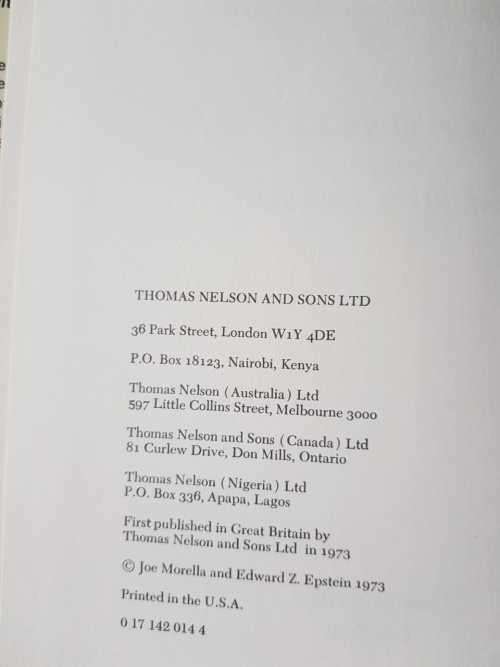 THOMAS NELSON AND SONS LTD
36 Park Street, London W1Y 4DE
P.O. Box 18123, Nairobi, Kenya
Thomas Nelson (Australia) Ltd
597 Little Collins Street, Melbourne 3000
Thomas Nelson and Sons (Canada) Ltd
81 Curlew Drive, Don Mills, Ontario
Thomas Nelson (Nigeria) Ltd
P.O. Box 336, Apapa, Lagos
First published in Great Britain by
Thomas Nelson and Sons Ltd in 1973
© Joe Morella and Edward Z. Epstein 1973
Printed in the U.S.A.
0 17 142 014 4